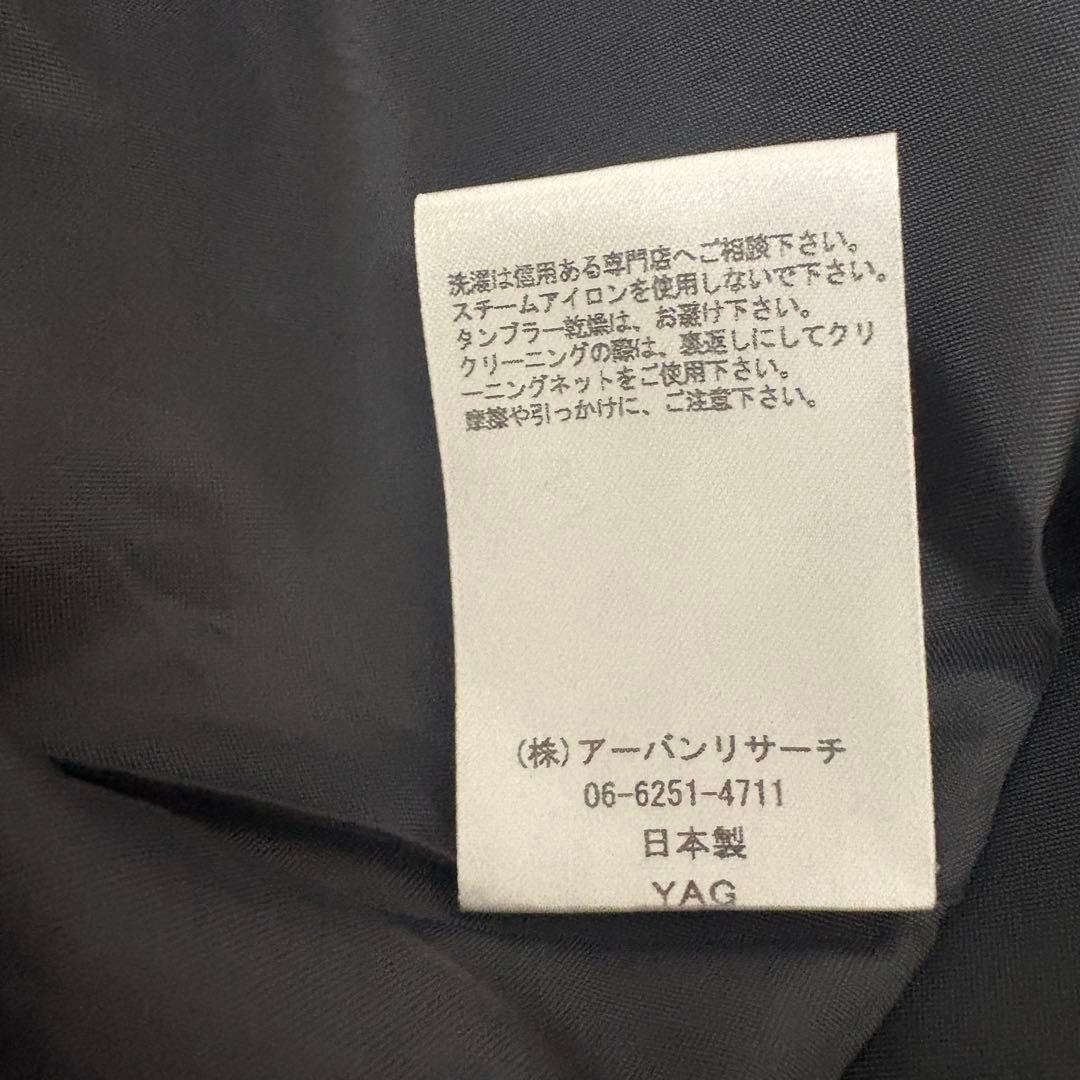 洗濯は信用ある専門店へご相談下さい。
スチームアイロンを使用しないで下さい。
タンブラー乾燥は、お避け下さい。
クリーニングの際は、裏返しにしてクリ
ーニングネットをご使用下さい。
摩擦や引っかけに、ご注意下さい。
(株)アーバンリサーチ
06-6251-4711
日本製
YAG